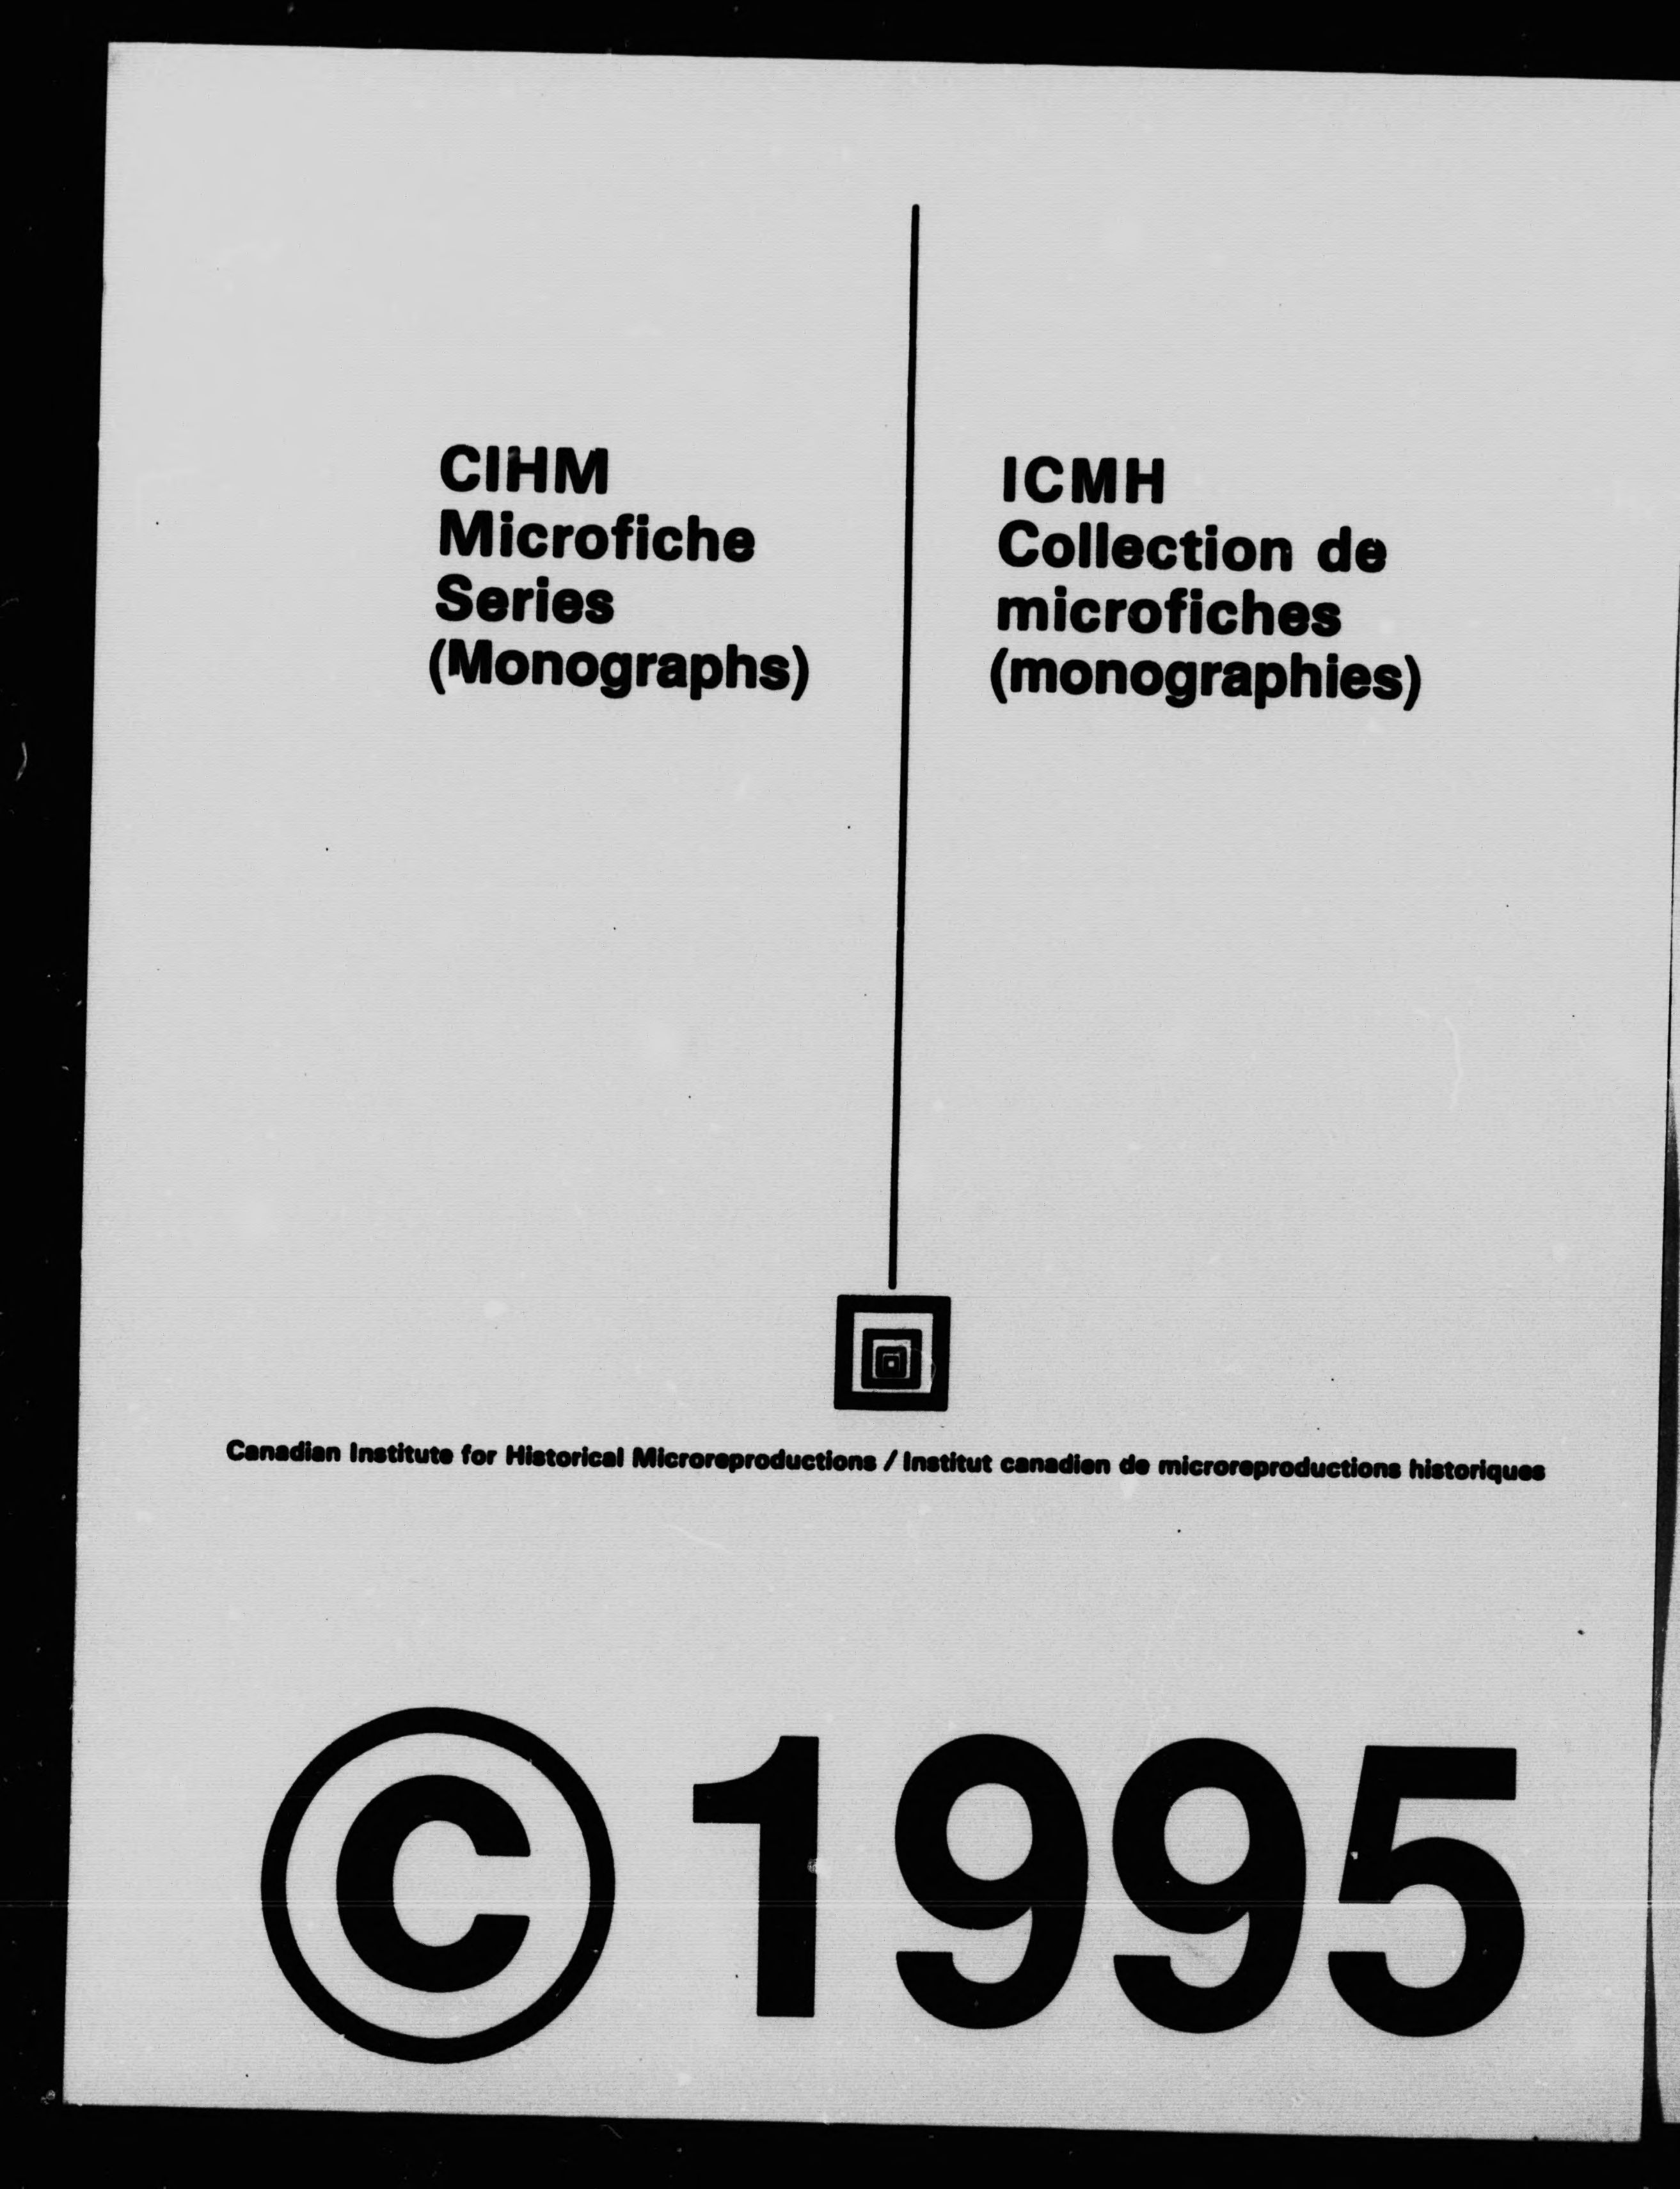 CIHM
Microfiche
Series
(Monographs)
ICMH
Collection de
microfiches
(monographies)
Canadian Institute for Historical Microreproductions / Institut canadien de microreproductions historiques
© 1995